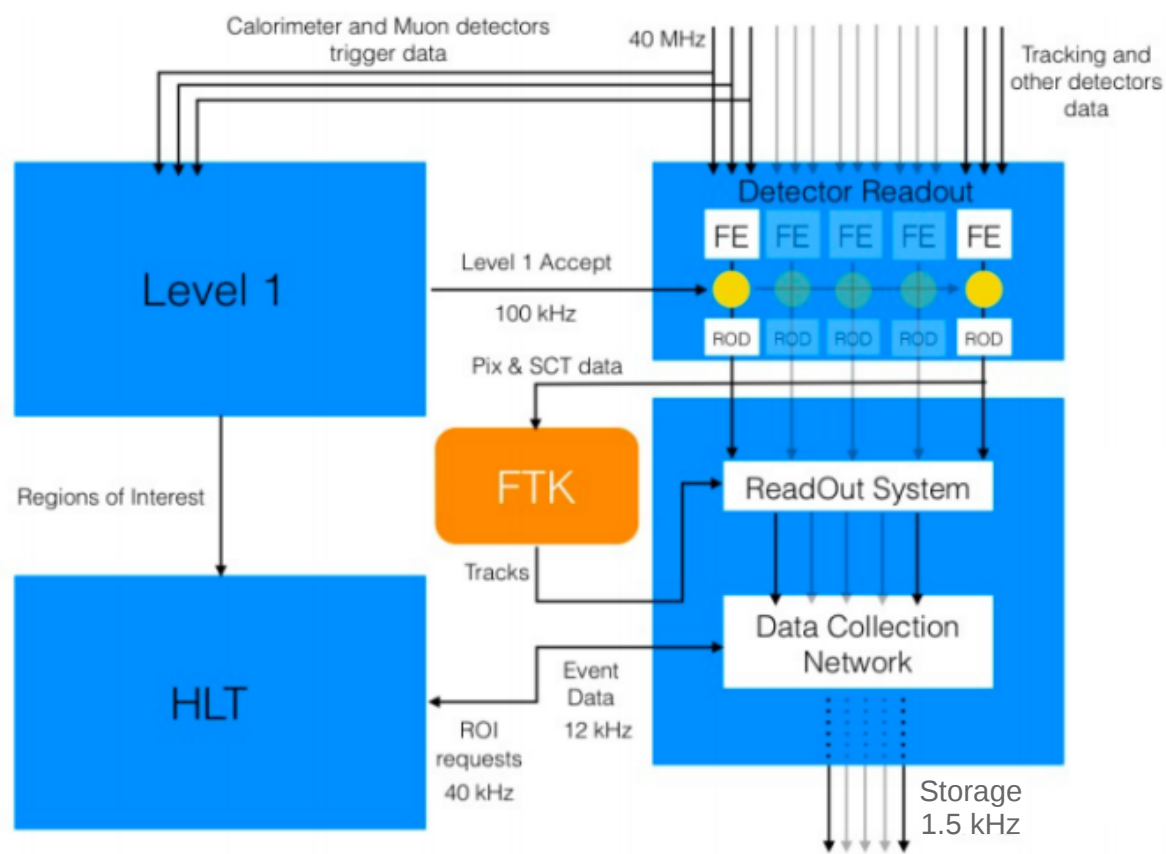 Calorimeter and Muon detectors
trigger data
40 MHz
Tracking and
other detectors
data
Detector Readout
FE FE FE FE FE
Level 1
Level 1 Accept
100 kHz
ROD ROD ROD ROD ROD
Pix & SCT data
FTK
ReadOut System
Regions of Interest
Tracks
Data Collection
Network
Event
Data
12 kHz
HLT
ROI
requests
40 kHz
Storage
1.5 kHz